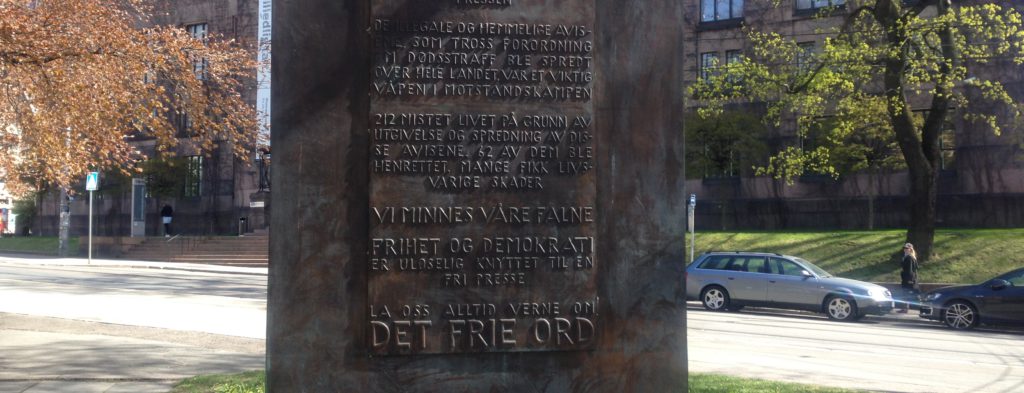 PRESSEN
DE ILLEGALE OG HEMMELIGE AVIS-
ENE, SOM TROSS FORORDNING
M DØDSSTRAFF BLE SPREDT
OVER HELE LANDET, VAR ET VIKTIG
VÅPEN I MOTSTANDSKAMPEN
212 MISTET LIVET PÅ GRUNN AV
UTGIVELSE OG SPREDNING AV DIS-
SE AVISENE. 62 AV DEM BLE
HENRETTET. MANGE FIKK LIVS-
VARIGE SKADER
VI MINNES VÅRE FALNE
FRIHET OG DEMOKRATI
ER ULØSELIG KNYTTET TIL EN
FRI PRESSE
LA OSS ALLTID VERNE OM
DET FRIE ORD